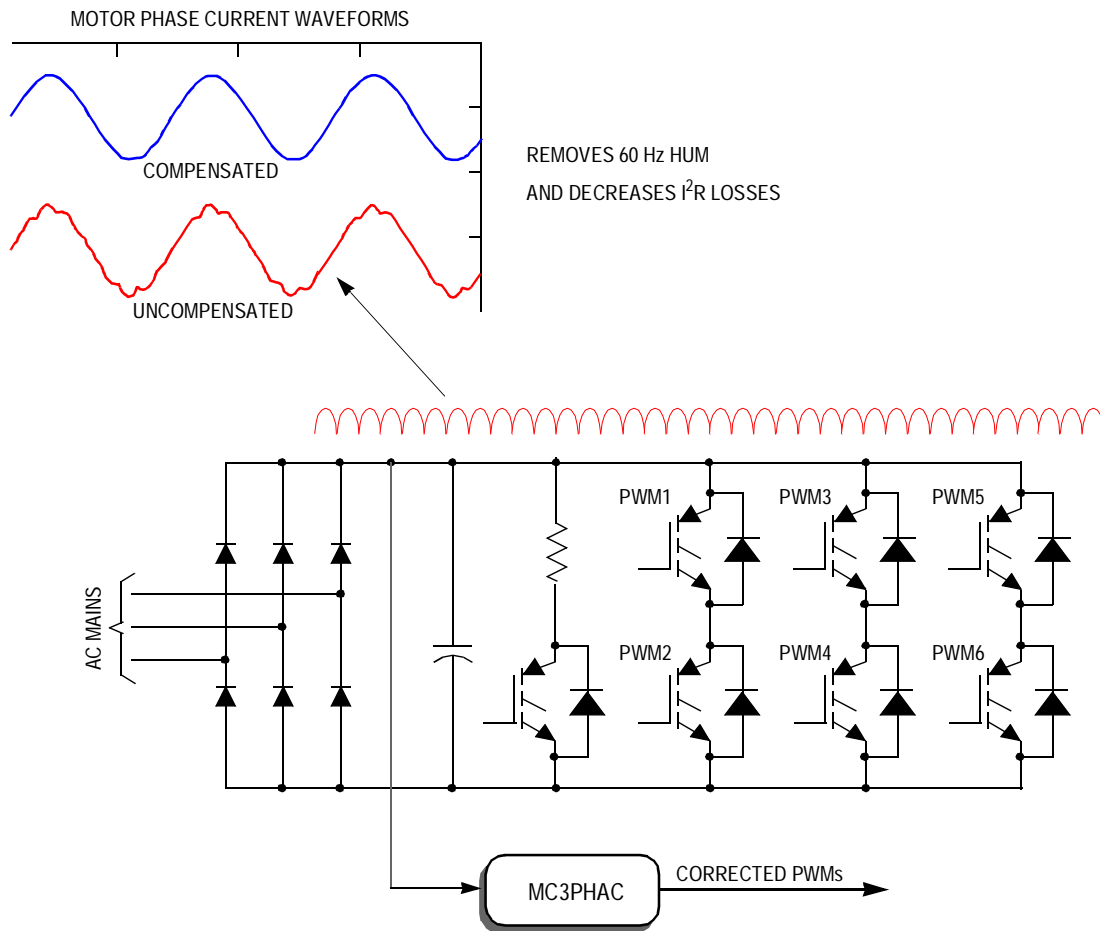 MOTOR PHASE CURRENT WAVEFORMS
COMPENSATED
REMOVES 60 Hz HUM
AND DECREASES I²R LOSSES
UNCOMPENSATED
PWM1
PWM3
PWM5
AC MAINS
PWM2
PWM4
PWM6
MC3PHAC
CORRECTED PWMs